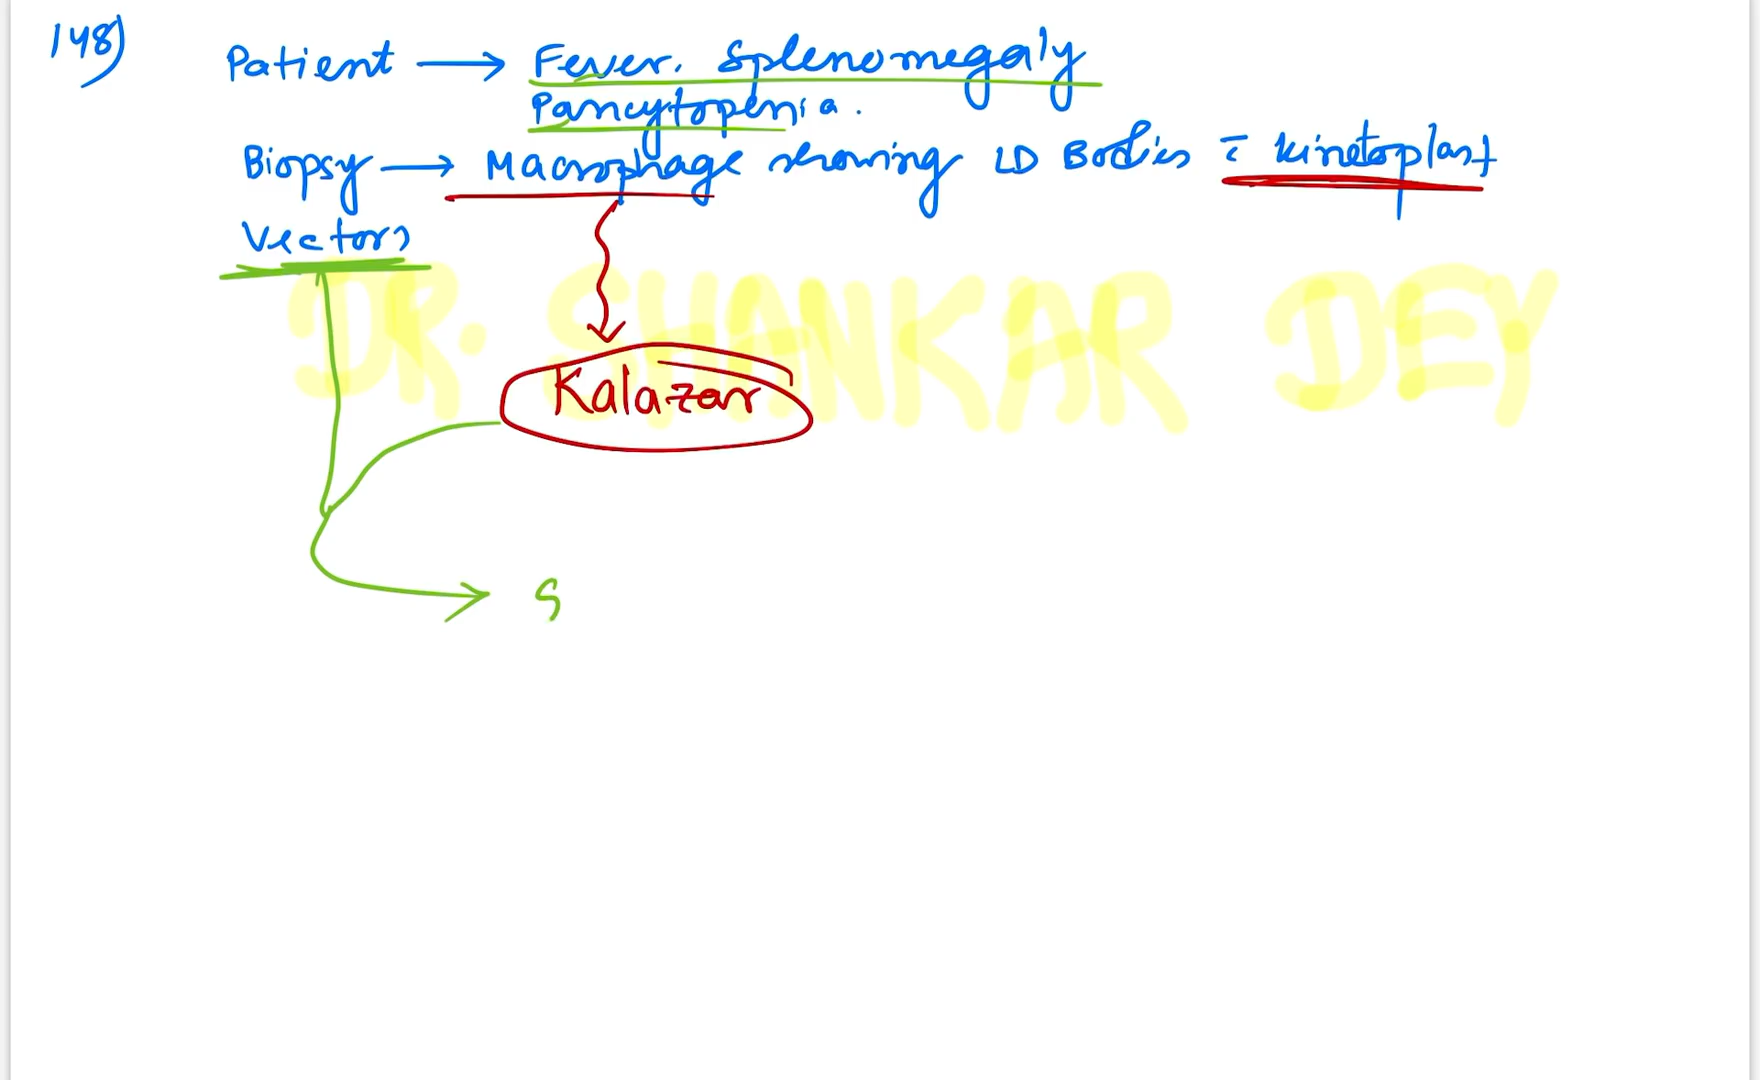 148)
Patient → Fever. Splenomegaly
Pancytopenia.
Biopsy → Macrophage showing LD Bodies c̄ kinetoplast
Vectors
DR. SHANKAR DEY
Kalazar
S